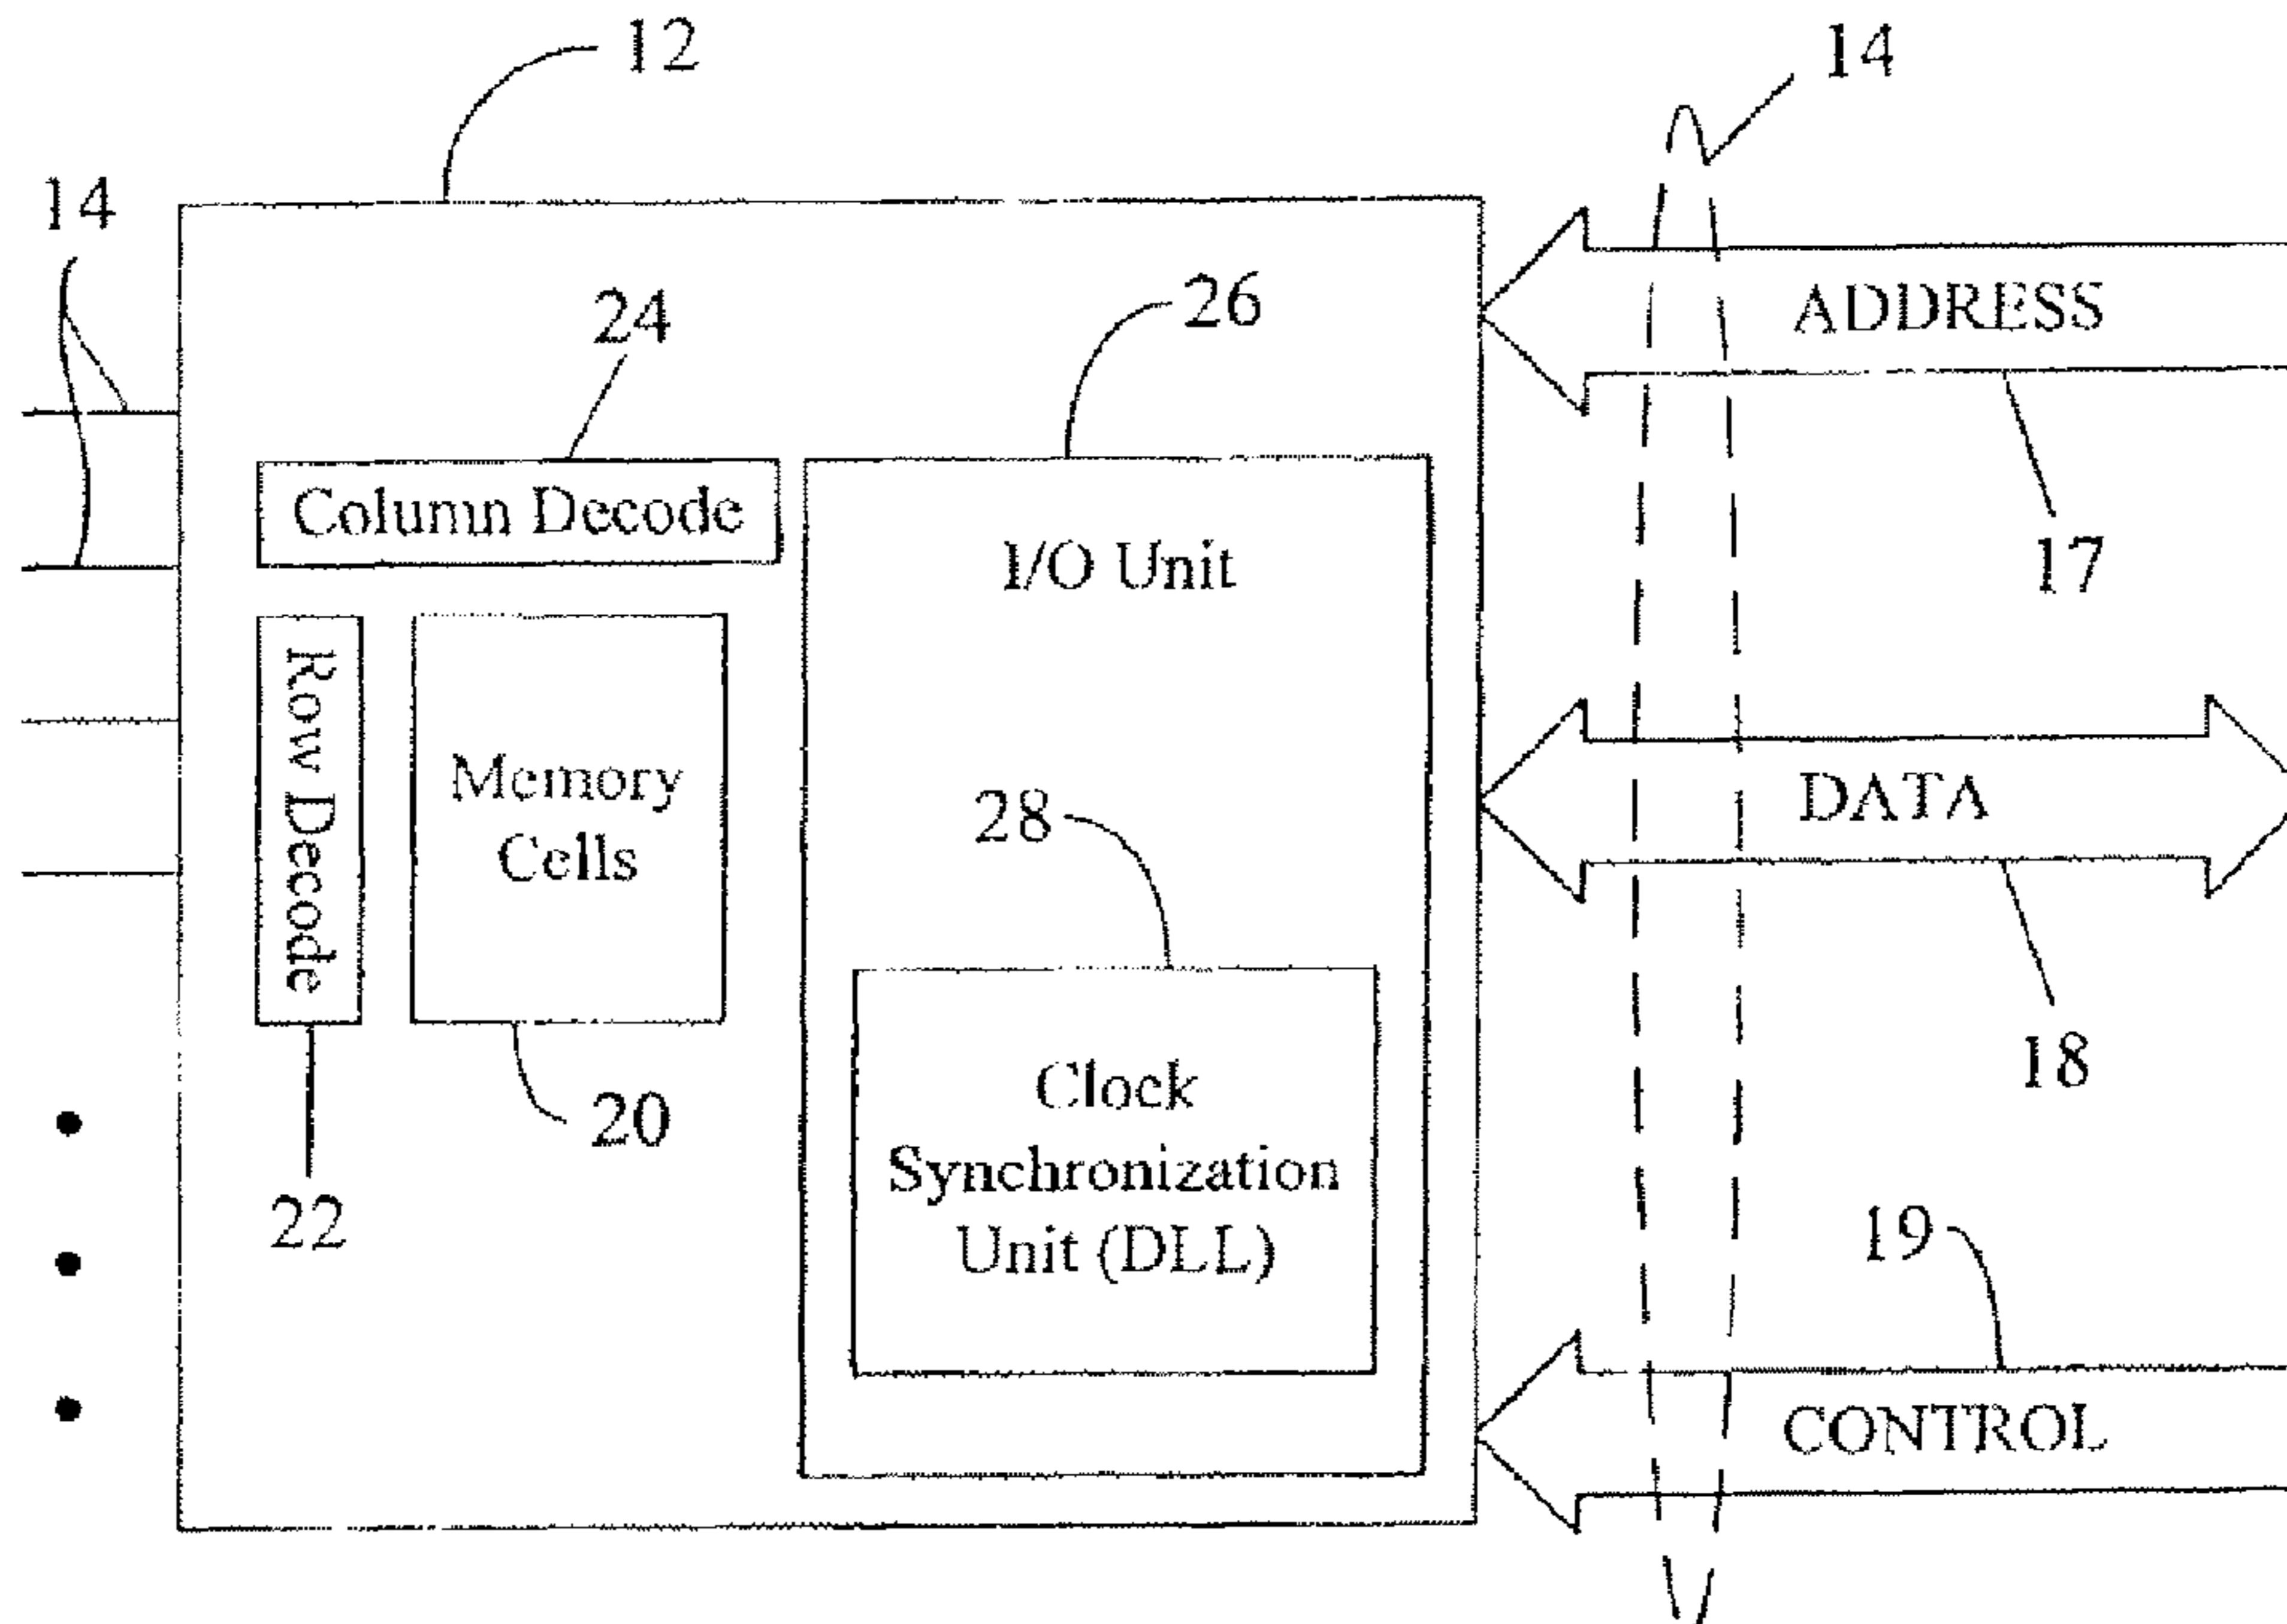 12
14
14
24
26
ADDRESS
Column Decode
I/O Unit
17
Row Decode
Memory
Cells
28
DATA
18
Clock
Synchronization
Unit (DLL)
20
22
19
CONTROL